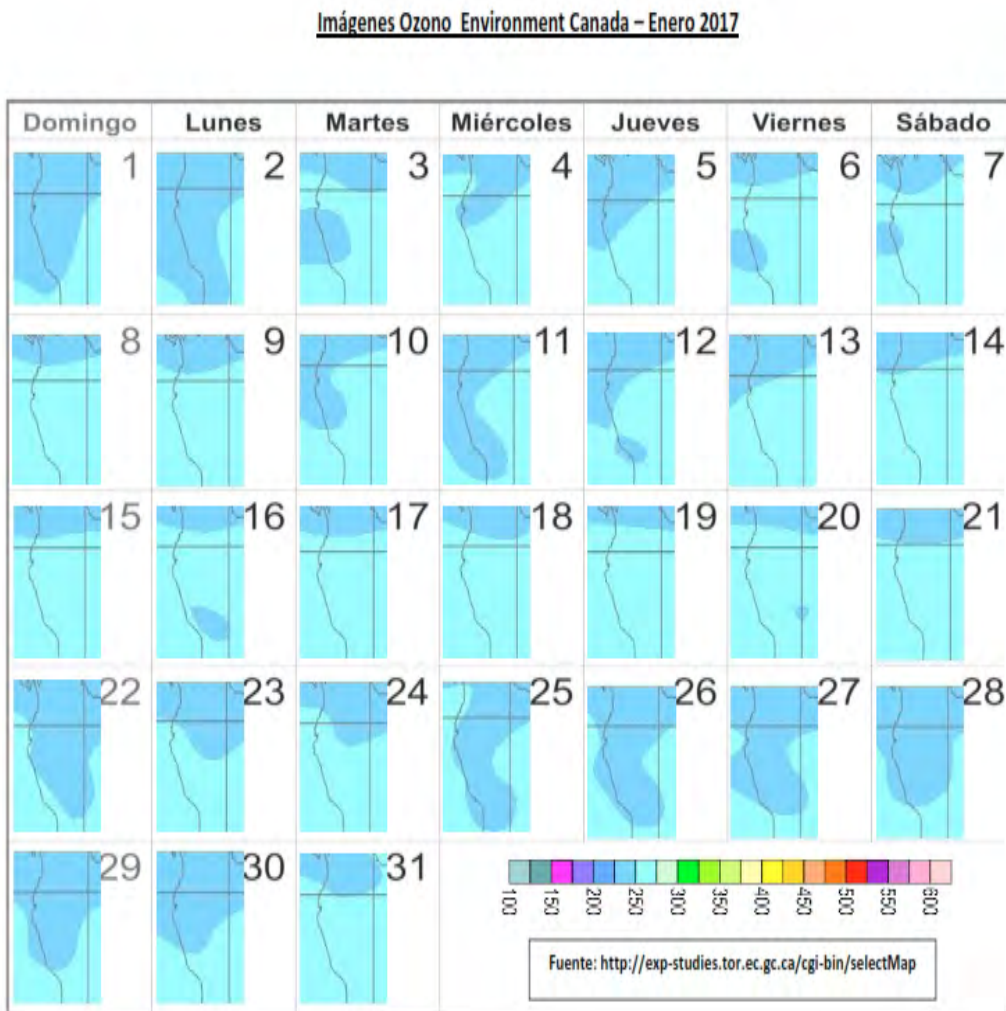 Imágenes Ozono Environment Canada – Enero 2017
Domingo Lunes Martes Miércoles Jueves Viernes Sábado
1 2 3 4 5 6 7
8 9 10 11 12 13 14
15 16 17 18 19 20 21
22 23 24 25 26 27 28
29 30 31
100 150 200 250 300 350 400 450 500 550 600
Fuente: http://exp-studies.tor.ec.gc.ca/cgi-bin/selectMap